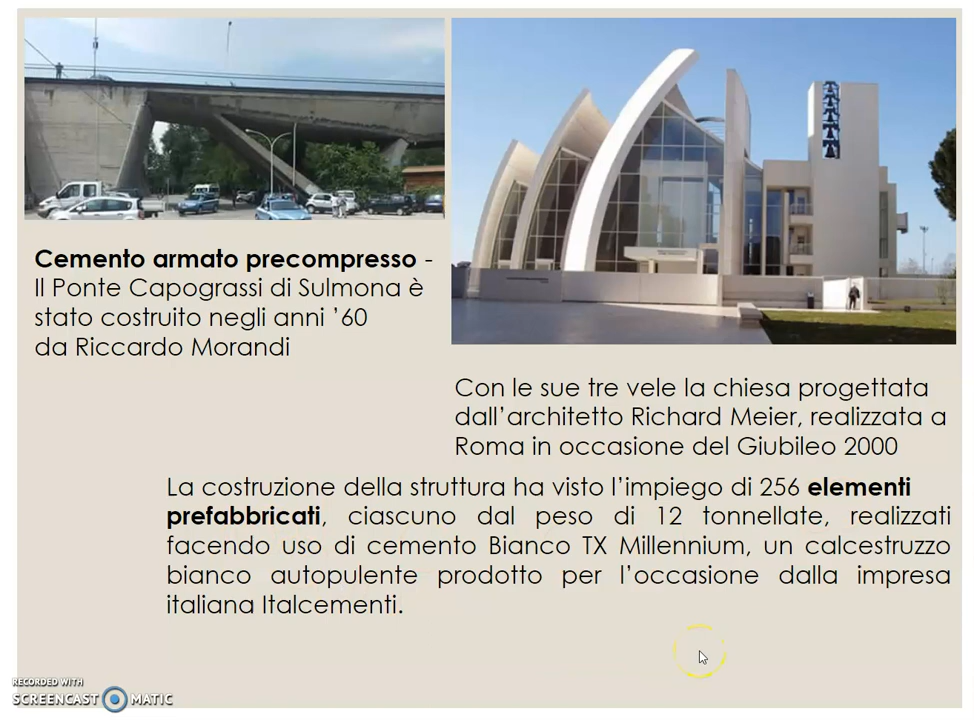 Cemento armato precompresso -
Il Ponte Capograssi di Sulmona è
stato costruito negli anni ’60
da Riccardo Morandi
Con le sue tre vele la chiesa progettata
dall’architetto Richard Meier, realizzata a
Roma in occasione del Giubileo 2000
La costruzione della struttura ha visto l’impiego di 256 elementi
prefabbricati, ciascuno dal peso di 12 tonnellate, realizzati
facendo uso di cemento Bianco TX Millennium, un calcestruzzo
bianco autopulente prodotto per l’occasione dalla impresa
italiana Italcementi.
RECORDED WITH
SCREENCAST MATIC